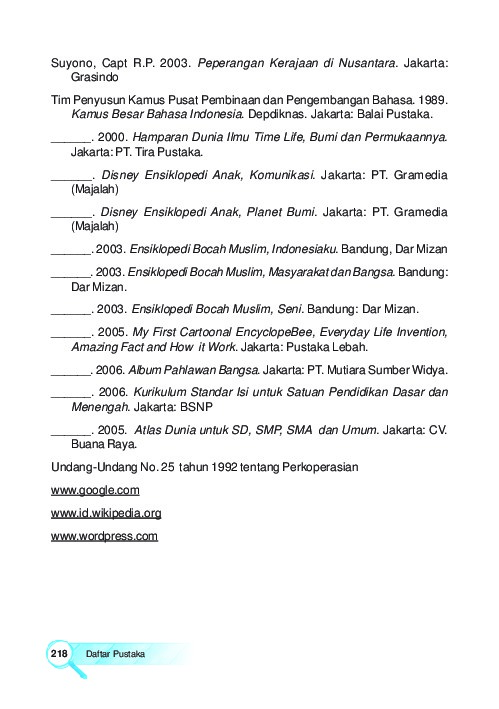 Suyono, Capt R.P. 2003. Peperangan Kerajaan di Nusantara. Jakarta:
Grasindo
Tim Penyusun Kamus Pusat Pembinaan dan Pengembangan Bahasa. 1989.
Kamus Besar Bahasa Indonesia. Depdiknas. Jakarta: Balai Pustaka.
______. 2000. Hamparan Dunia Ilmu Time Life, Bumi dan Permukaannya.
Jakarta: PT. Tira Pustaka.
______. Disney Ensiklopedi Anak, Komunikasi. Jakarta: PT. Gramedia
(Majalah)
______. Disney Ensiklopedi Anak, Planet Bumi. Jakarta: PT. Gramedia
(Majalah)
______. 2003. Ensiklopedi Bocah Muslim, Indonesiaku. Bandung, Dar Mizan
______. 2003. Ensiklopedi Bocah Muslim, Masyarakat dan Bangsa. Bandung:
Dar Mizan.
______. 2003. Ensiklopedi Bocah Muslim, Seni. Bandung: Dar Mizan.
______. 2005. My First Cartoonal EncyclopeBee, Everyday Life Invention,
Amazing Fact and How it Work. Jakarta: Pustaka Lebah.
______. 2006. Album Pahlawan Bangsa. Jakarta: PT. Mutiara Sumber Widya.
______. 2006. Kurikulum Standar Isi untuk Satuan Pendidikan Dasar dan
Menengah. Jakarta: BSNP
______. 2005. Atlas Dunia untuk SD, SMP, SMA dan Umum. Jakarta: CV.
Buana Raya.
Undang-Undang No. 25 tahun 1992 tentang Perkoperasian
www.google.com
www.id.wikipedia.org
www.wordpress.com
218 Daftar Pustaka